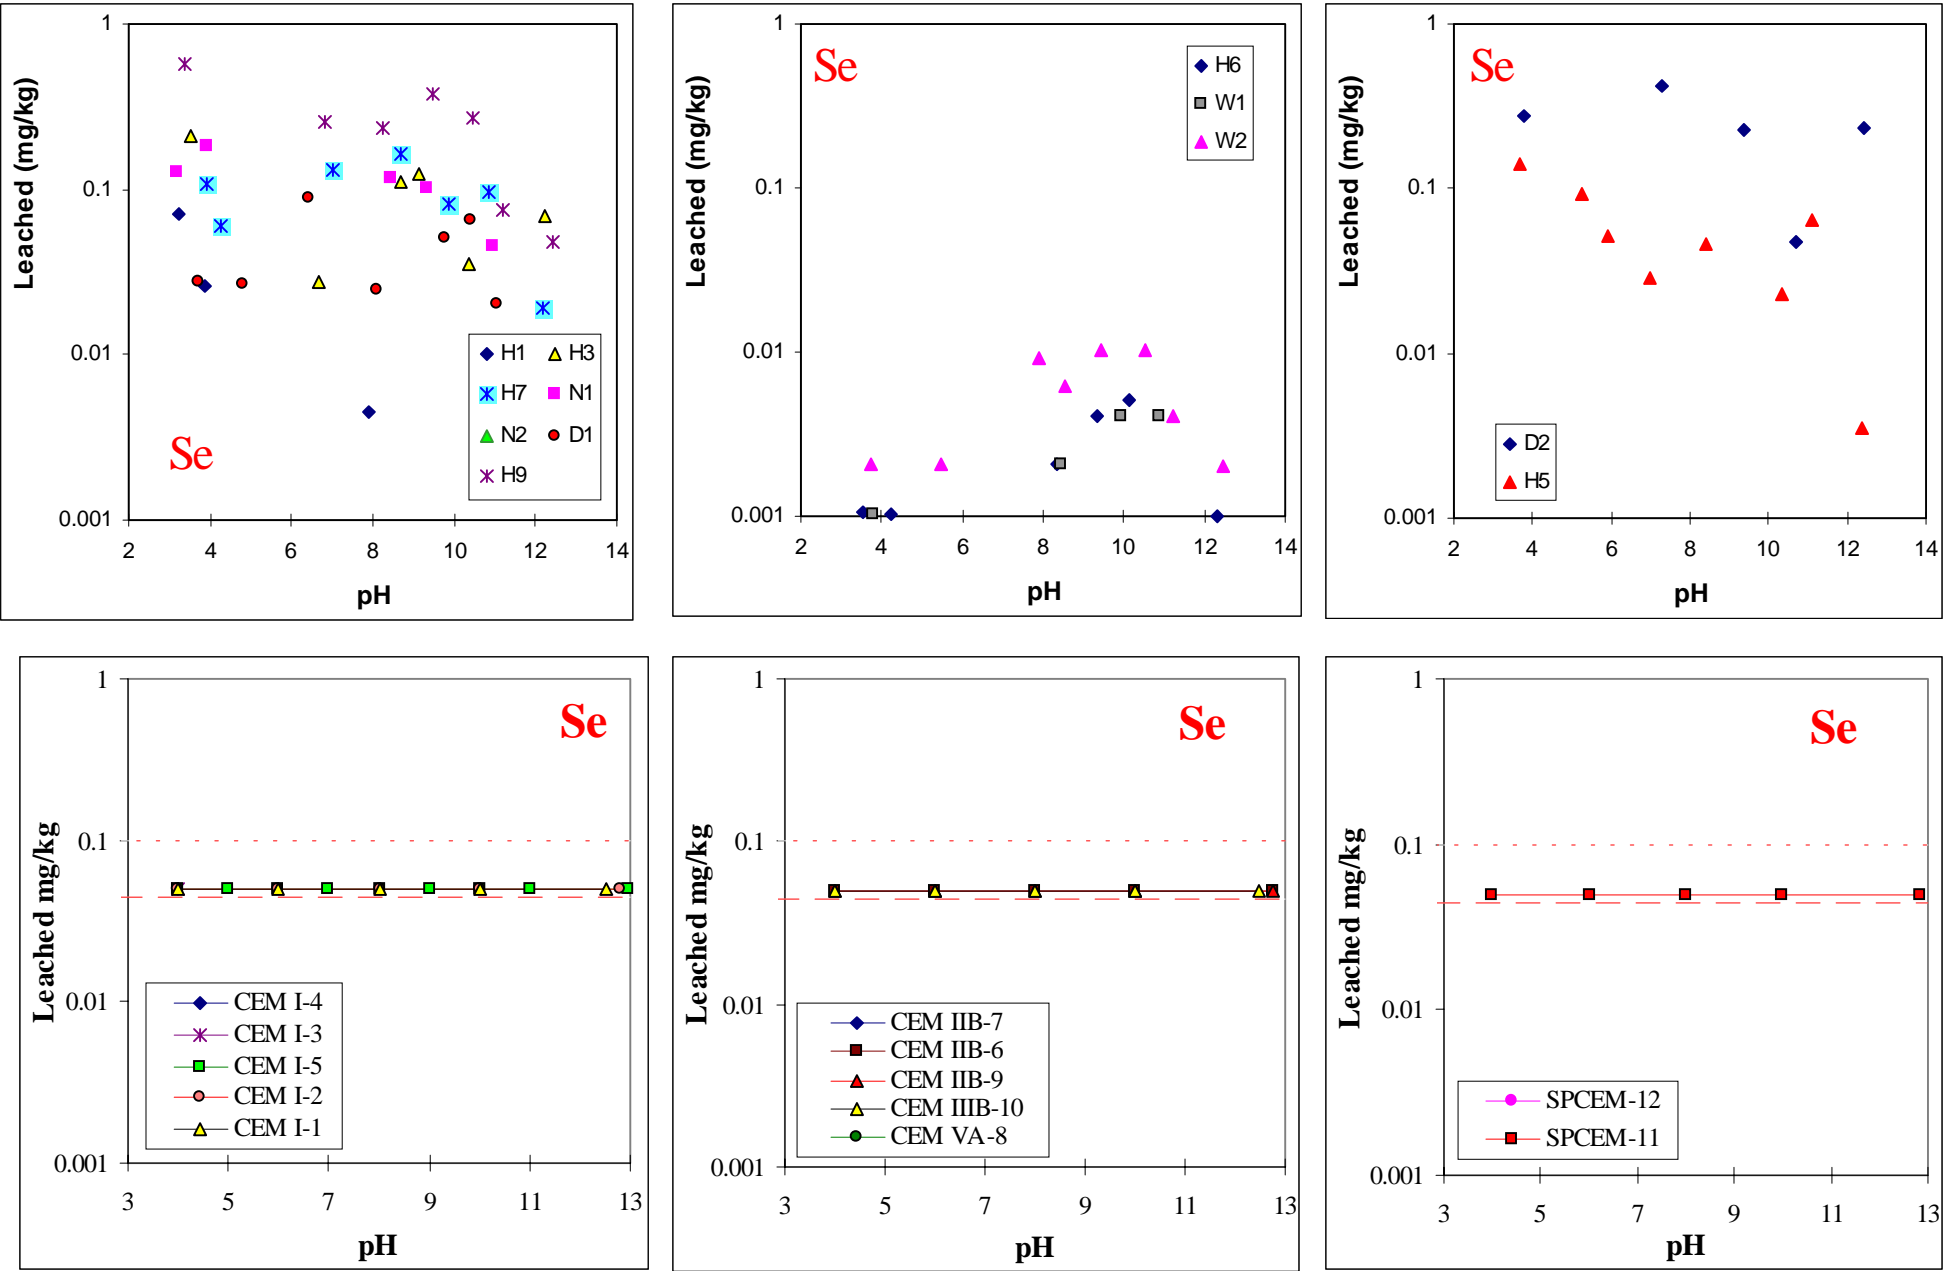 Se
Leached (mg/kg)
1
0.1
0.01
0.001
2 4 6 8 10 12 14
pH
H1 H3
H7 N1
N2 D1
H9
Se
Leached (mg/kg)
1
0.1
0.01
0.001
2 4 6 8 10 12 14
pH
H6
W1
W2
Se
Leached (mg/kg)
1
0.1
0.01
0.001
2 4 6 8 10 12 14
pH
D2
H5
Se
Leached mg/kg
1
0.1
0.01
0.001
3 5 7 9 11 13
pH
CEM I-4
CEM I-3
CEM I-5
CEM I-2
CEM I-1
Se
Leached mg/kg
1
0.1
0.01
0.001
3 5 7 9 11 13
pH
CEM IIB-7
CEM IIB-6
CEM IIB-9
CEM IIIB-10
CEM VA-8
Se
Leached mg/kg
1
0.1
0.01
0.001
3 5 7 9 11 13
pH
SPCEM-12
SPCEM-11